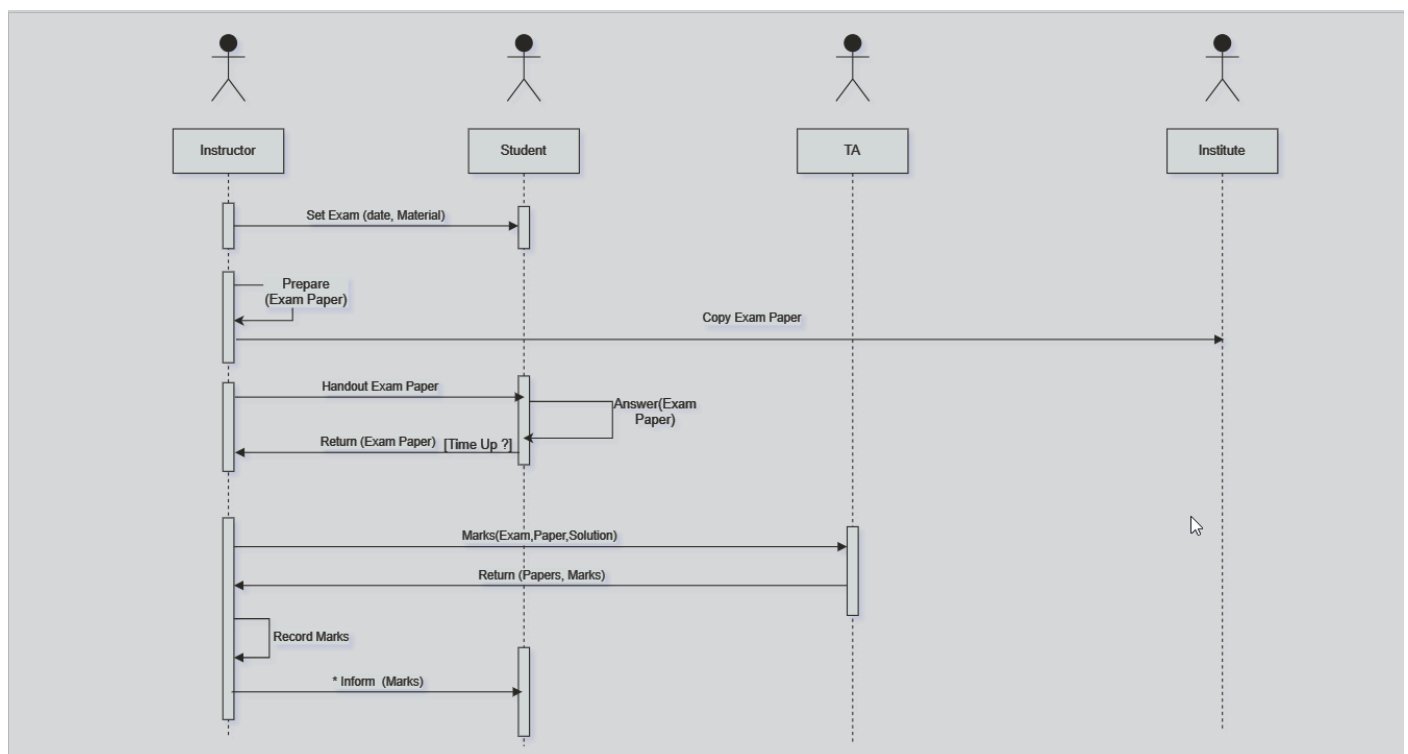 Instructor
Student
TA
Institute
Set Exam (date, Material)
Prepare
(Exam Paper)
Copy Exam Paper
Handout Exam Paper
Answer(Exam
Paper)
Return (Exam Paper) [Time Up ?]
Marks(Exam,Paper,Solution)
Return (Papers, Marks)
Record Marks
* Inform (Marks)